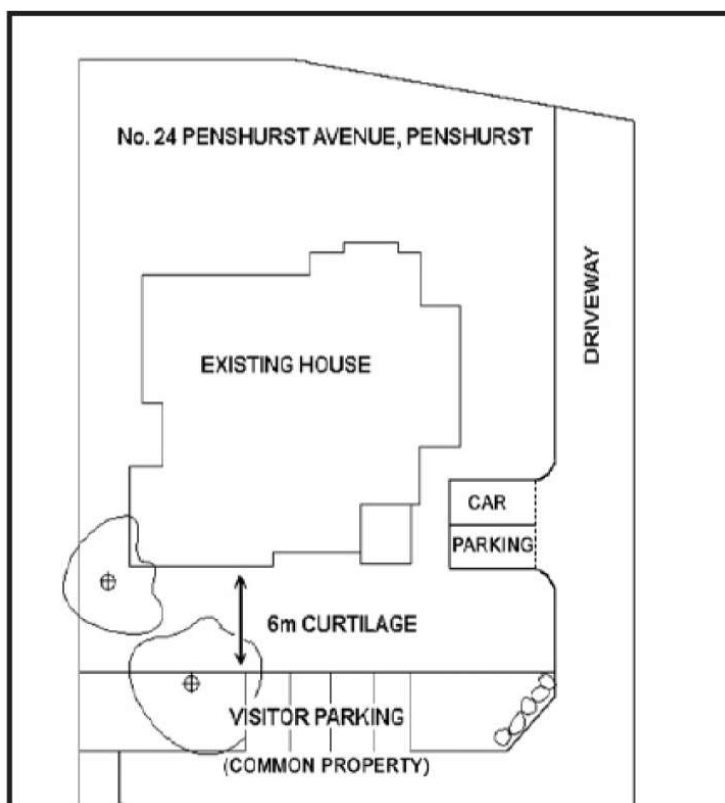 No. 24 PENSHURST AVENUE, PENSHURST
DRIVEWAY
EXISTING HOUSE
CAR
PARKING
6m CURTILAGE
VISITOR PARKING
(COMMON PROPERTY)